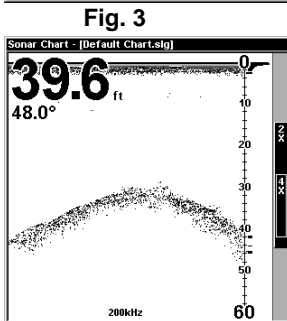 Fig. 3
Sonar Chart - [Default Chart.slg]
39.6 ft
48.0°
0
10
20
30
40
50
60
2X
4X
200kHz